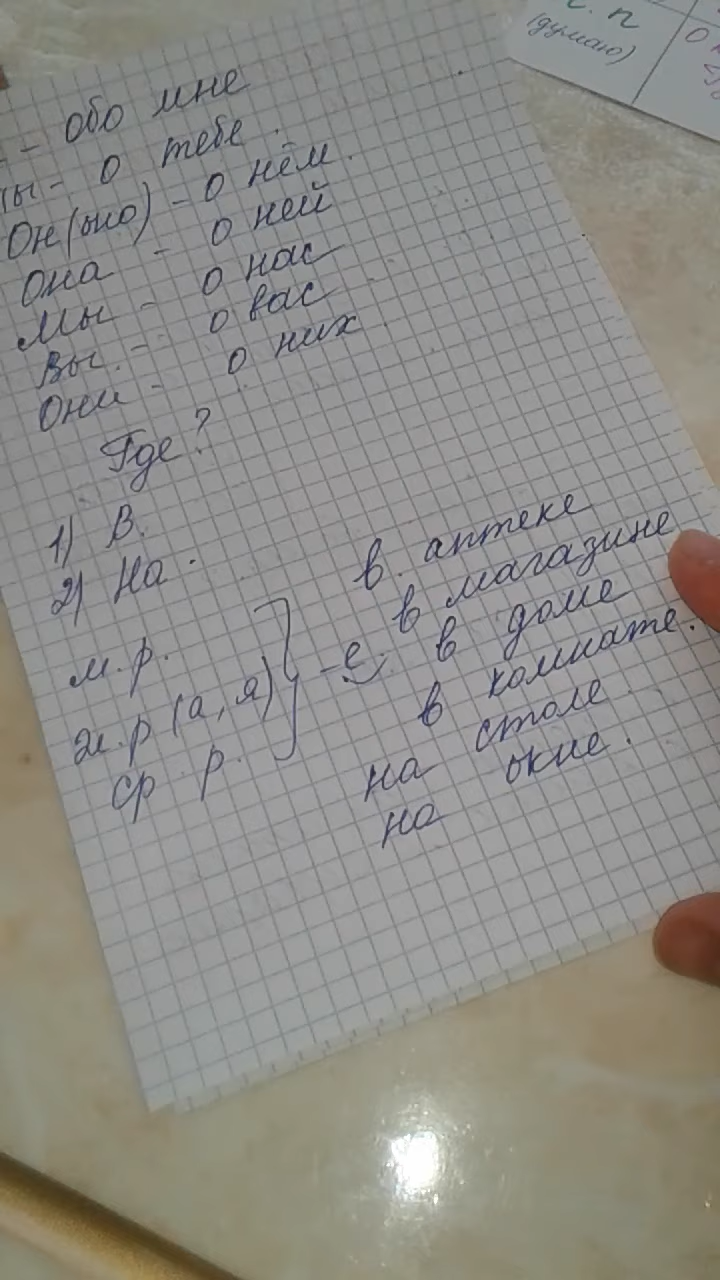 с. п
(думаю)
- обо мне
ты - о тебе.
Он(оно) - о нём.
Она - о ней
Мы - о нас
Вы. - о вас
Они - о них
Где?
1) В.
2) На.
м.р.
ж.р (а, я)
ср р.
-е.
в. аптеке
в магазине
в доме
в комнате.
на столе.
на окне.